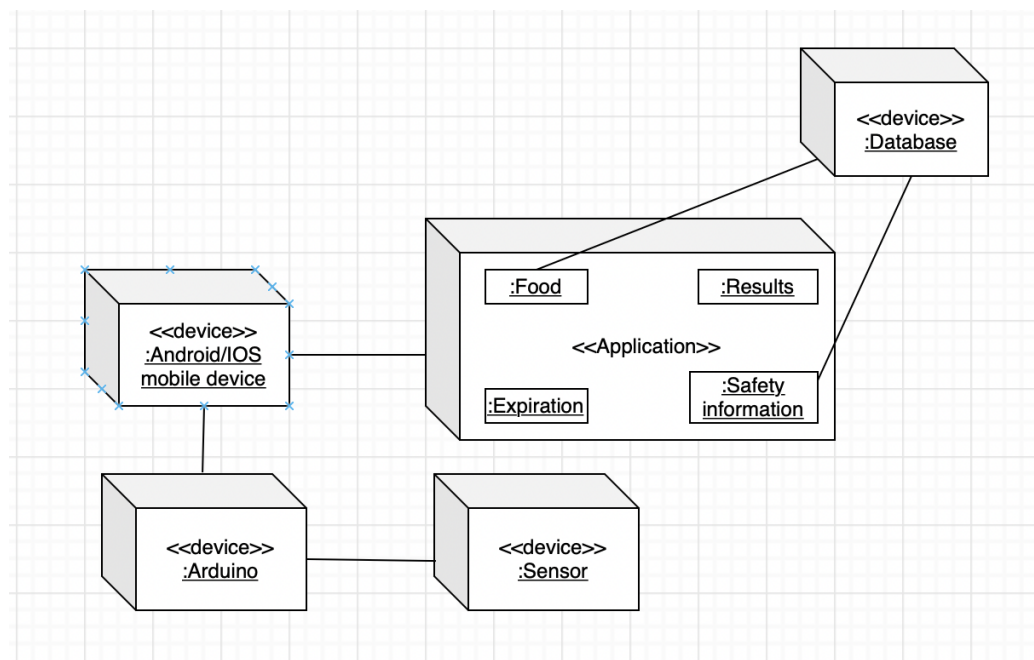 <<device>>
:Database
:Food
:Results
<<Application>>
:Expiration
:Safety
information
<<device>>
:Android/IOS
mobile device
<<device>>
:Arduino
<<device>>
:Sensor